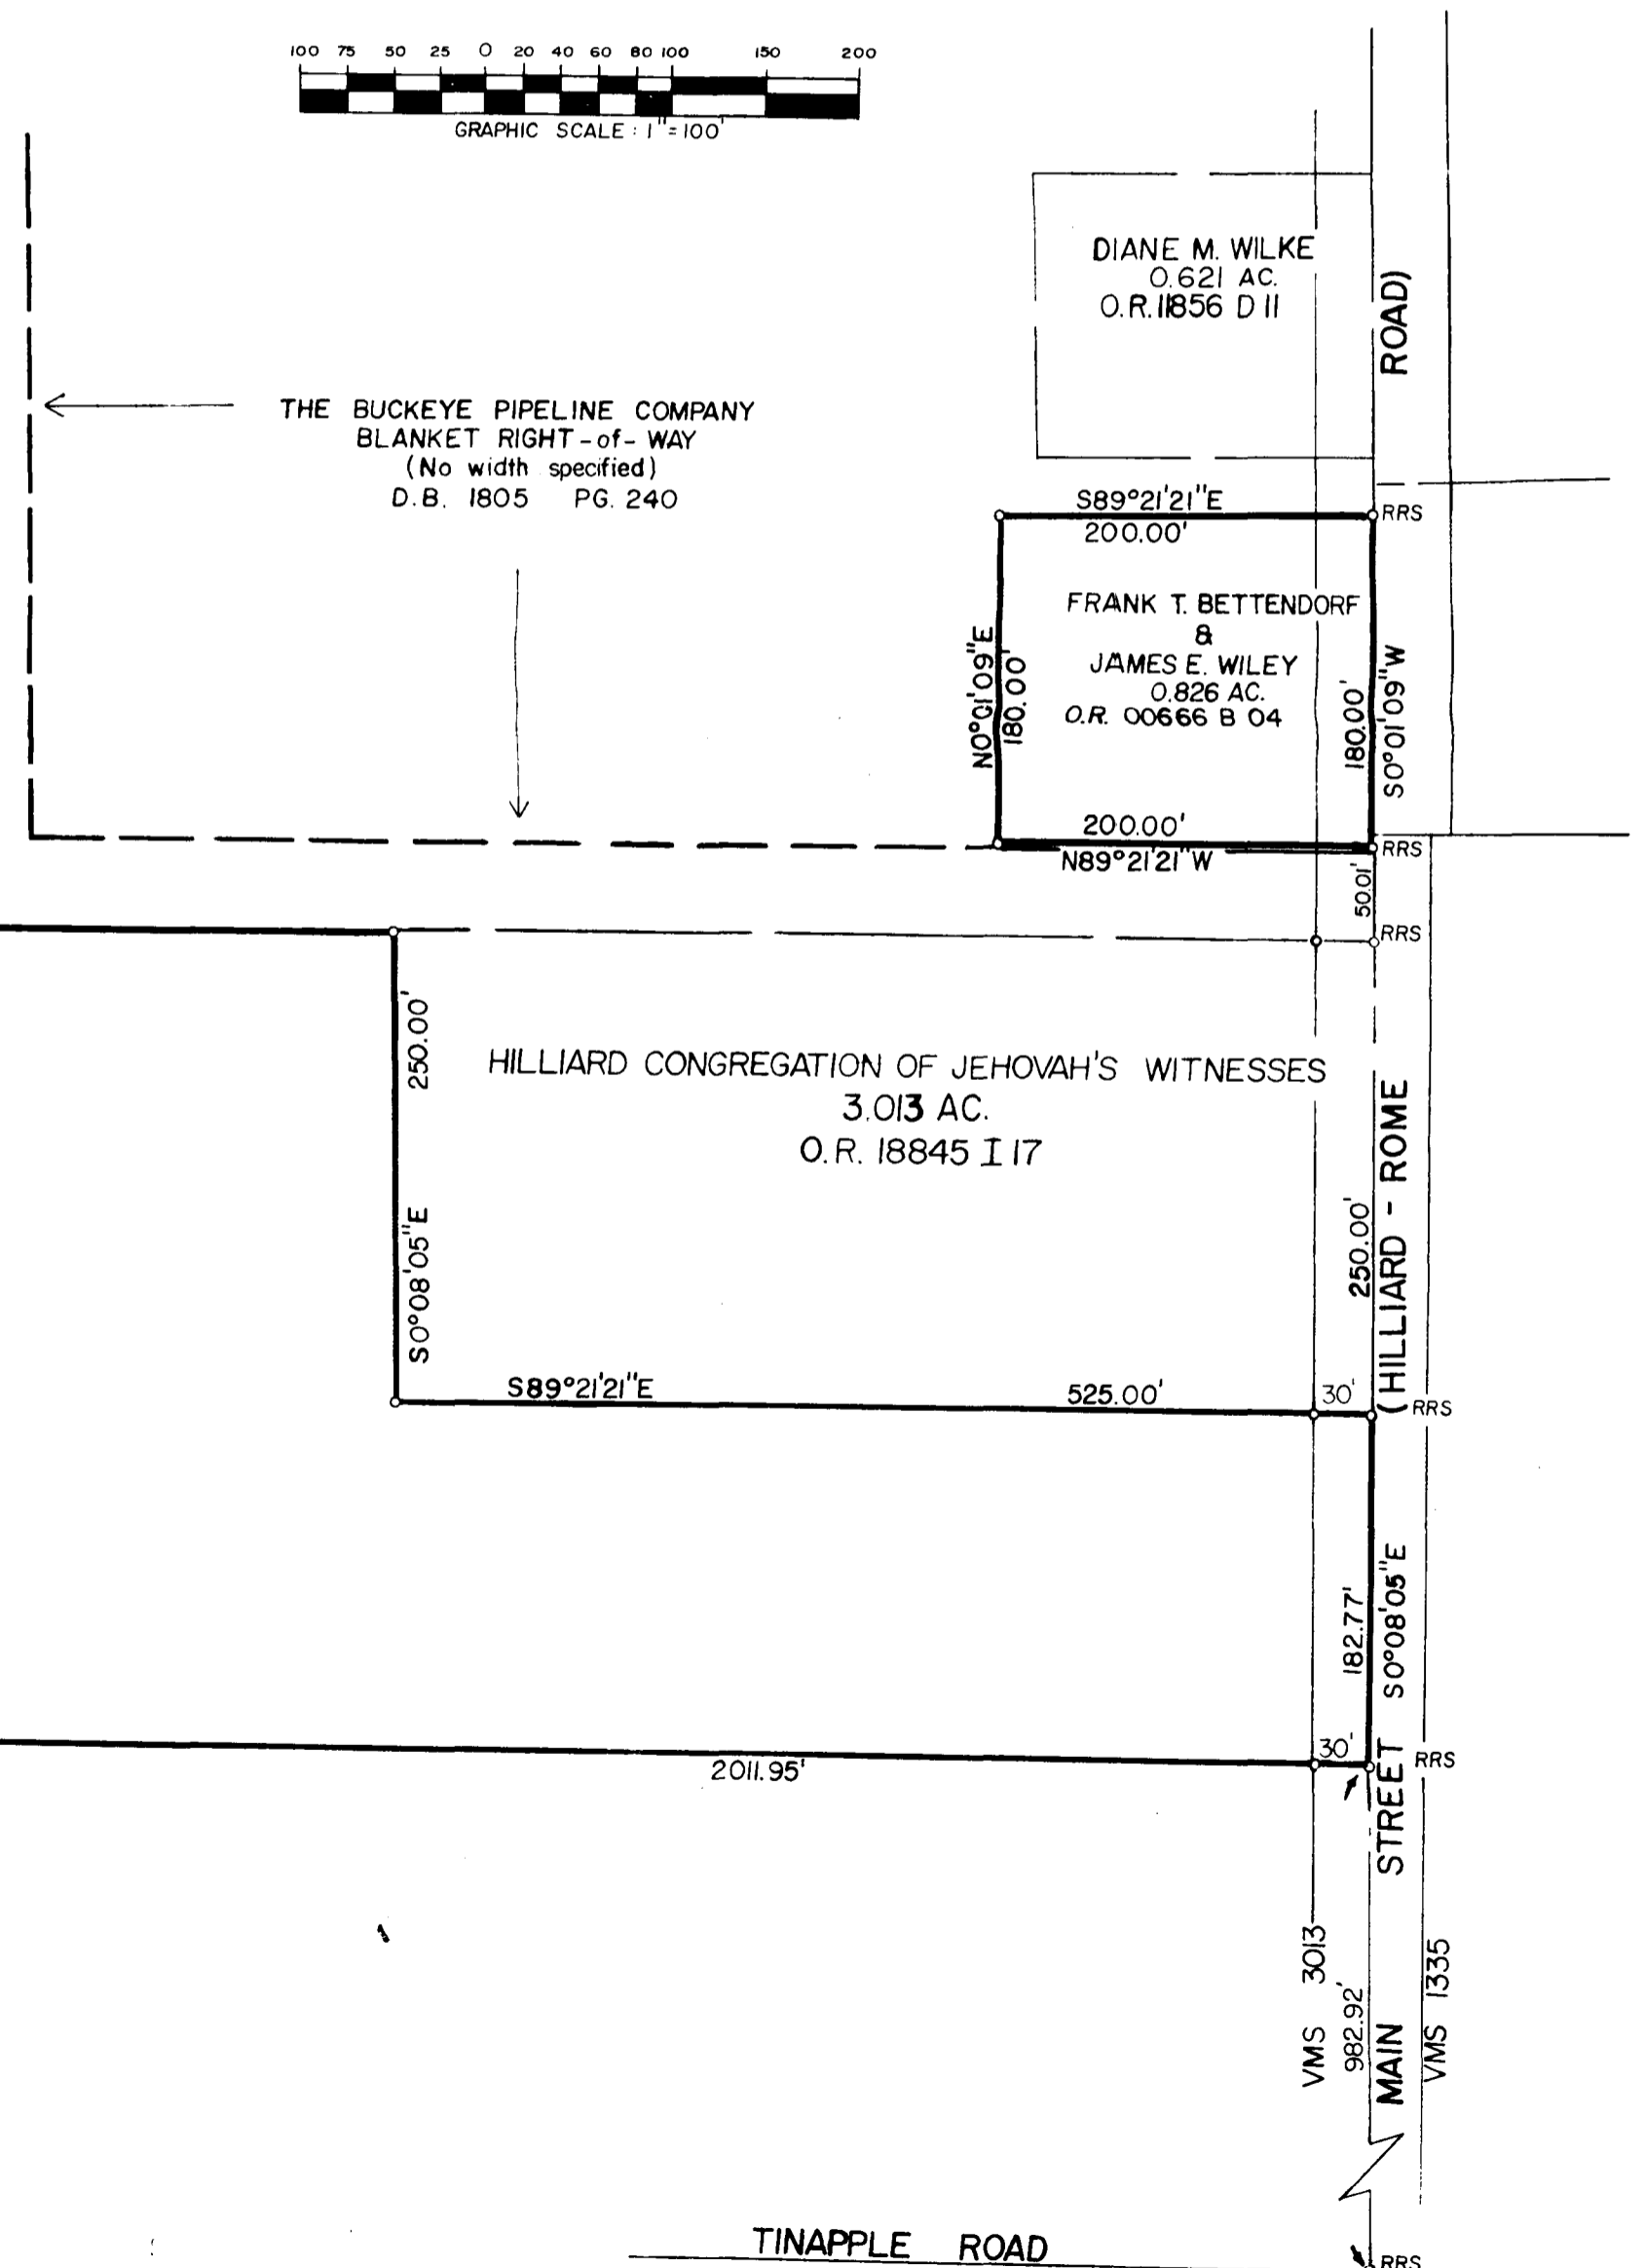 100 75 50 25 0 20 40 60 80 100 150 200
GRAPHIC SCALE : 1"=100'
DIANE M. WILKE
0.621 AC.
O.R.11856 D 11
ROAD)
THE BUCKEYE PIPELINE COMPANY
BLANKET RIGHT-of-WAY
(No width specified)
D.B. 1805 PG. 240
S89°21'21"E
200.00'
RRS
FRANK T. BETTENDORF
&
JAMES E. WILEY
0.826 AC.
O.R. 00666 B 04
N0°01'09"E
180.00'
180.00'
S0°01'09"W
200.00'
N89°21'21"W
RRS
50.01'
RRS
250.00'
S0°08'05"E
HILLIARD CONGREGATION OF JEHOVAH'S WITNESSES
3.013 AC.
O.R. 18845 I 17
250.00'
(HILLIARD - ROME
S89°21'21"E
525.00'
30'
RRS
182.77'
S0°08'05"E
2011.95'
30'
RRS
STREET
VMS 3013
982.92'
MAIN
VMS 1335
TINAPPLE ROAD
RRS